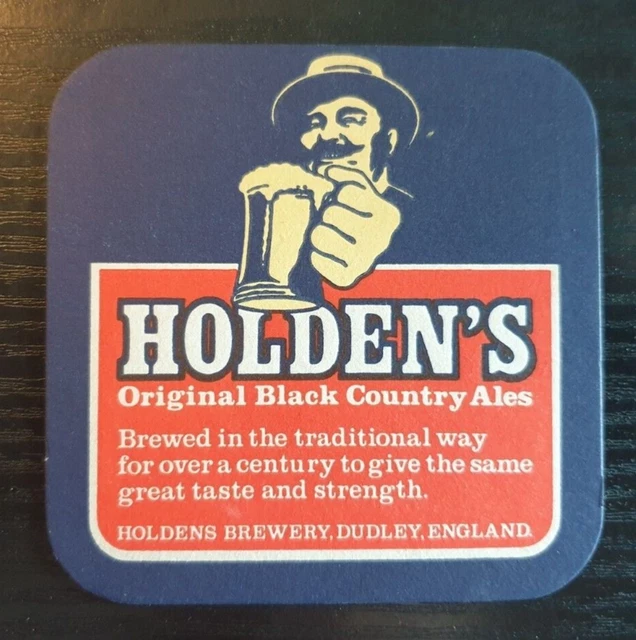 HOLDEN'S
Original Black Country Ales
Brewed in the traditional way
for over a century to give the same
great taste and strength.
HOLDENS BREWERY, DUDLEY, ENGLAND.